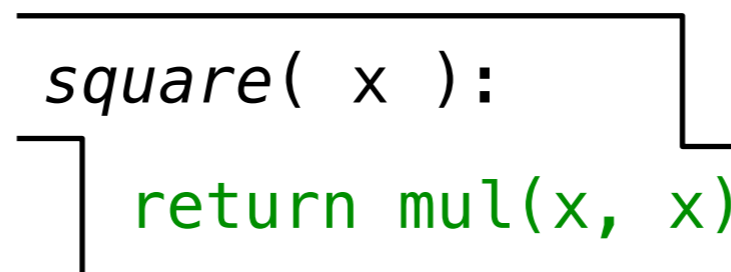 square( x ):
return mul(x, x)